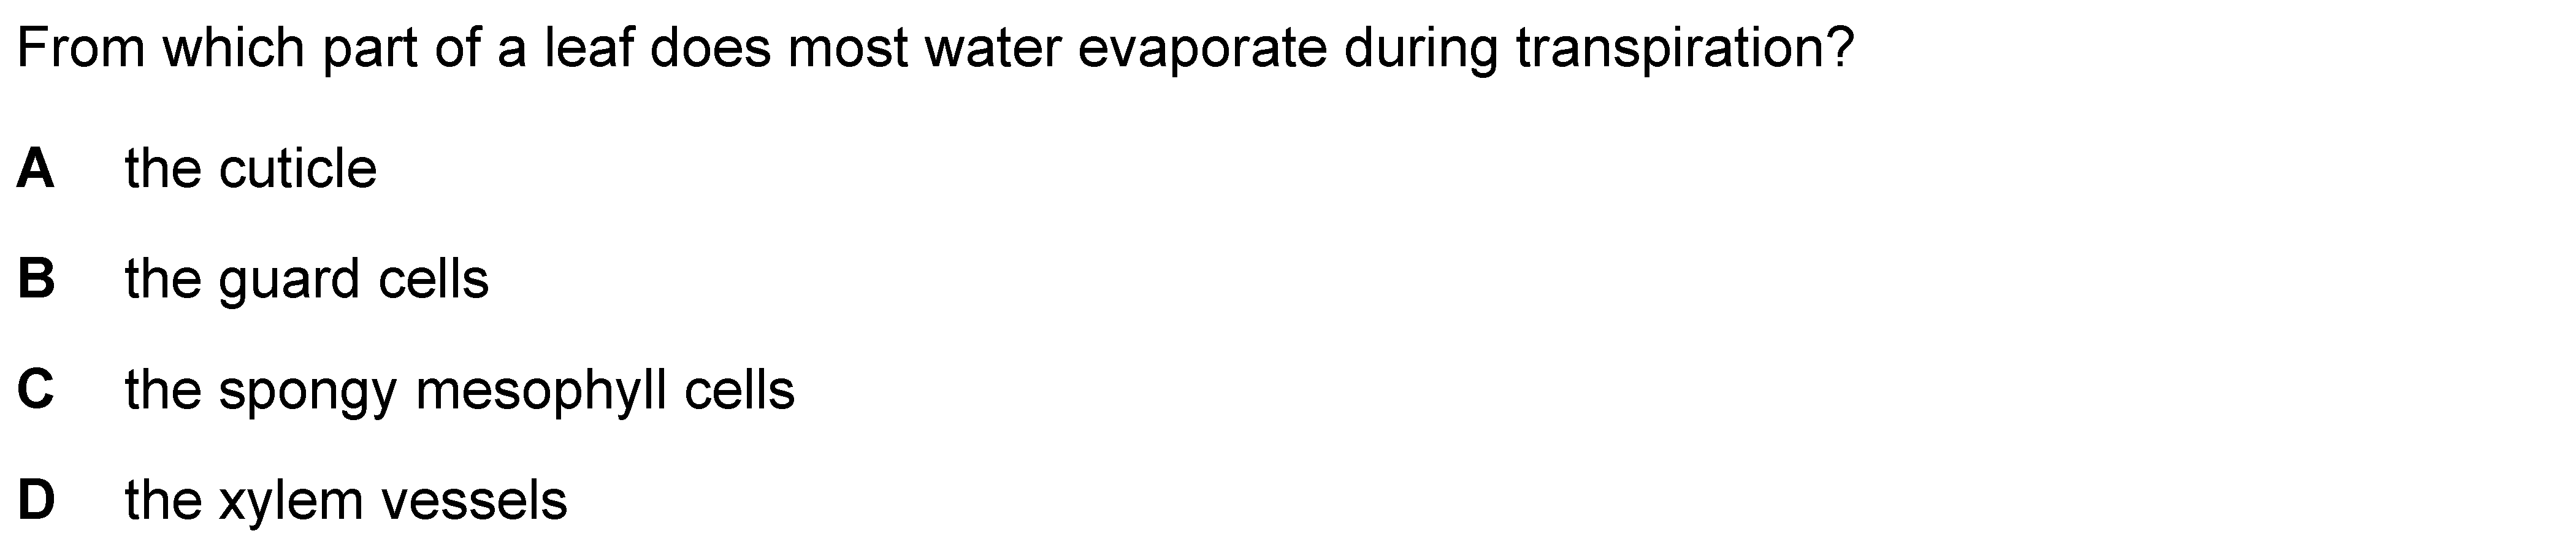 From which part of a leaf does most water evaporate during transpiration?
A the cuticle
B the guard cells
C the spongy mesophyll cells
D the xylem vessels